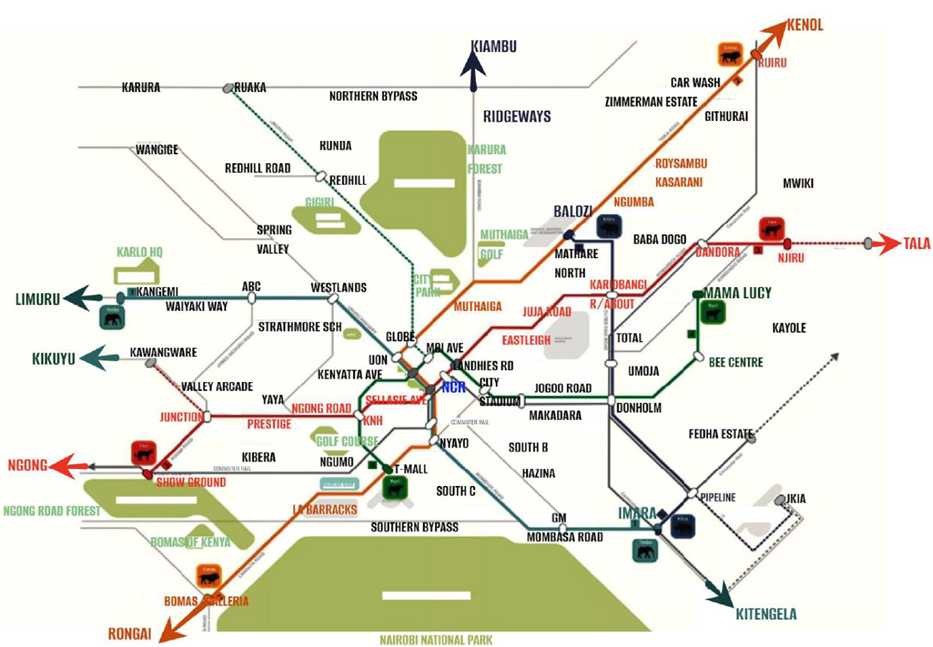 KENOL
KIAMBU
RUIRU
CAR WASH
KARURA
RUAKA
NORTHERN BYPASS
ZIMMERMAN ESTATE
RIDGEWAYS
GITHURAI
WANGIGE
RUNDA
KARURA
FOREST
REDHILL ROAD
REDHILL
ROYSAMBU
KASARANI
MWIKI
GIGIRI
NGUMBA
BALOZI
SPRING
VALLEY
MUTHAIGA
GOLF
BABA DOGO
DANDORA
NJIRU
TALA
KARLO HQ
MATHARE
NORTH
CITY
PARK
KARIOBANGI
R/ABOUT
MAMA LUCY
LIMURU
KANGEMI
ABC
WESTLANDS
WAIYAKI WAY
MUTHAIGA
JUJA ROAD
STRATHMORE SCH
EASTLEIGH
KAYOLE
GLOBE
MOI AVE
TOTAL
KIKUYU
KAWANGWARE
UON
LANDHIES RD
BEE CENTRE
KENYATTA AVE
UMOJA
VALLEY ARCADE
NCR
CITY
STADIUM
JOGOO ROAD
YAYA
SELLASIE AVE
JUNCTION
NGONG ROAD
PRESTIGE
KNH
MAKADARA
DONHOLM
COMMUTER RAIL
GOLF COURSE
NYAYO
FEDHA ESTATE
KIBERA
NGUMO
SOUTH B
NGONG
COMMUTER RAIL
T-MALL
HAZINA
SHOW GROUND
SOUTH C
PIPELINE
JKIA
NGONG ROAD FOREST
LA BARRACKS
IMARA
SOUTHERN BYPASS
GM
MOMBASA ROAD
BOMAS OF KENYA
BOMAS GALLERIA
KITENGELA
RONGAI
NAIROBI NATIONAL PARK